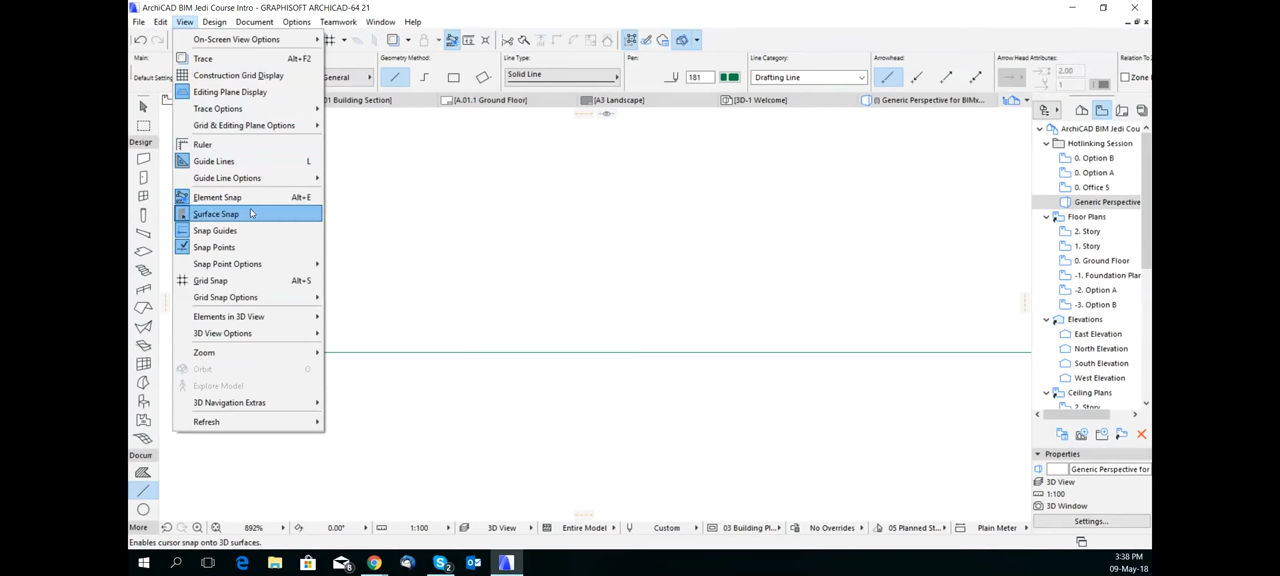 ArchiCAD BIM Jedi Course Intro - GRAPHISOFT ARCHICAD-64 21
File Edit View Design Document Options Teamwork Window Help
Main:
Default Setting
On-Screen View Options
Trace Alt+F2
Construction Grid Display
Editing Plane Display
Trace Options
Grid & Editing Plane Options
Ruler
Guide Lines L
Guide Line Options
Element Snap Alt+E
Surface Snap
Snap Guides
Snap Points
Snap Point Options
Grid Snap Alt+S
Grid Snap Options
Elements in 3D View
3D View Options
Zoom
Orbit O
Explore Model
3D Navigation Extras
Refresh
General
Geometry Method:
Line Type:
Solid Line
Pen:
181
Line Category:
Drafting Line
Arrowhead:
Arrow Head Attributes:
2.00
1
Relation To Z
Zone B
01 Building Section]
[A.01.1 Ground Floor]
[A3 Landscape]
[3D-1 Welcome]
(!) Generic Perspective for BIMx...
Design
Docum
More
ArchiCAD BIM Jedi Cou
Hotlinking Session
0. Option B
0. Option A
0. Office 5
Generic Perspective
Floor Plans
2. Story
1. Story
0. Ground Floor
-1. Foundation Plan
-2. Option A
-3. Option B
Elevations
East Elevation
North Elevation
South Elevation
West Elevation
Ceiling Plans
2. Story
Properties
Generic Perspective for
3D View
1:100
3D Window
Settings...
892% 0.00° 1:100 3D View Entire Model Custom 03 Building Pl... No Overrides 05 Planned St... Plain Meter
Enables cursor snap onto 3D surfaces.
8
2
3:38 PM
09-May-18